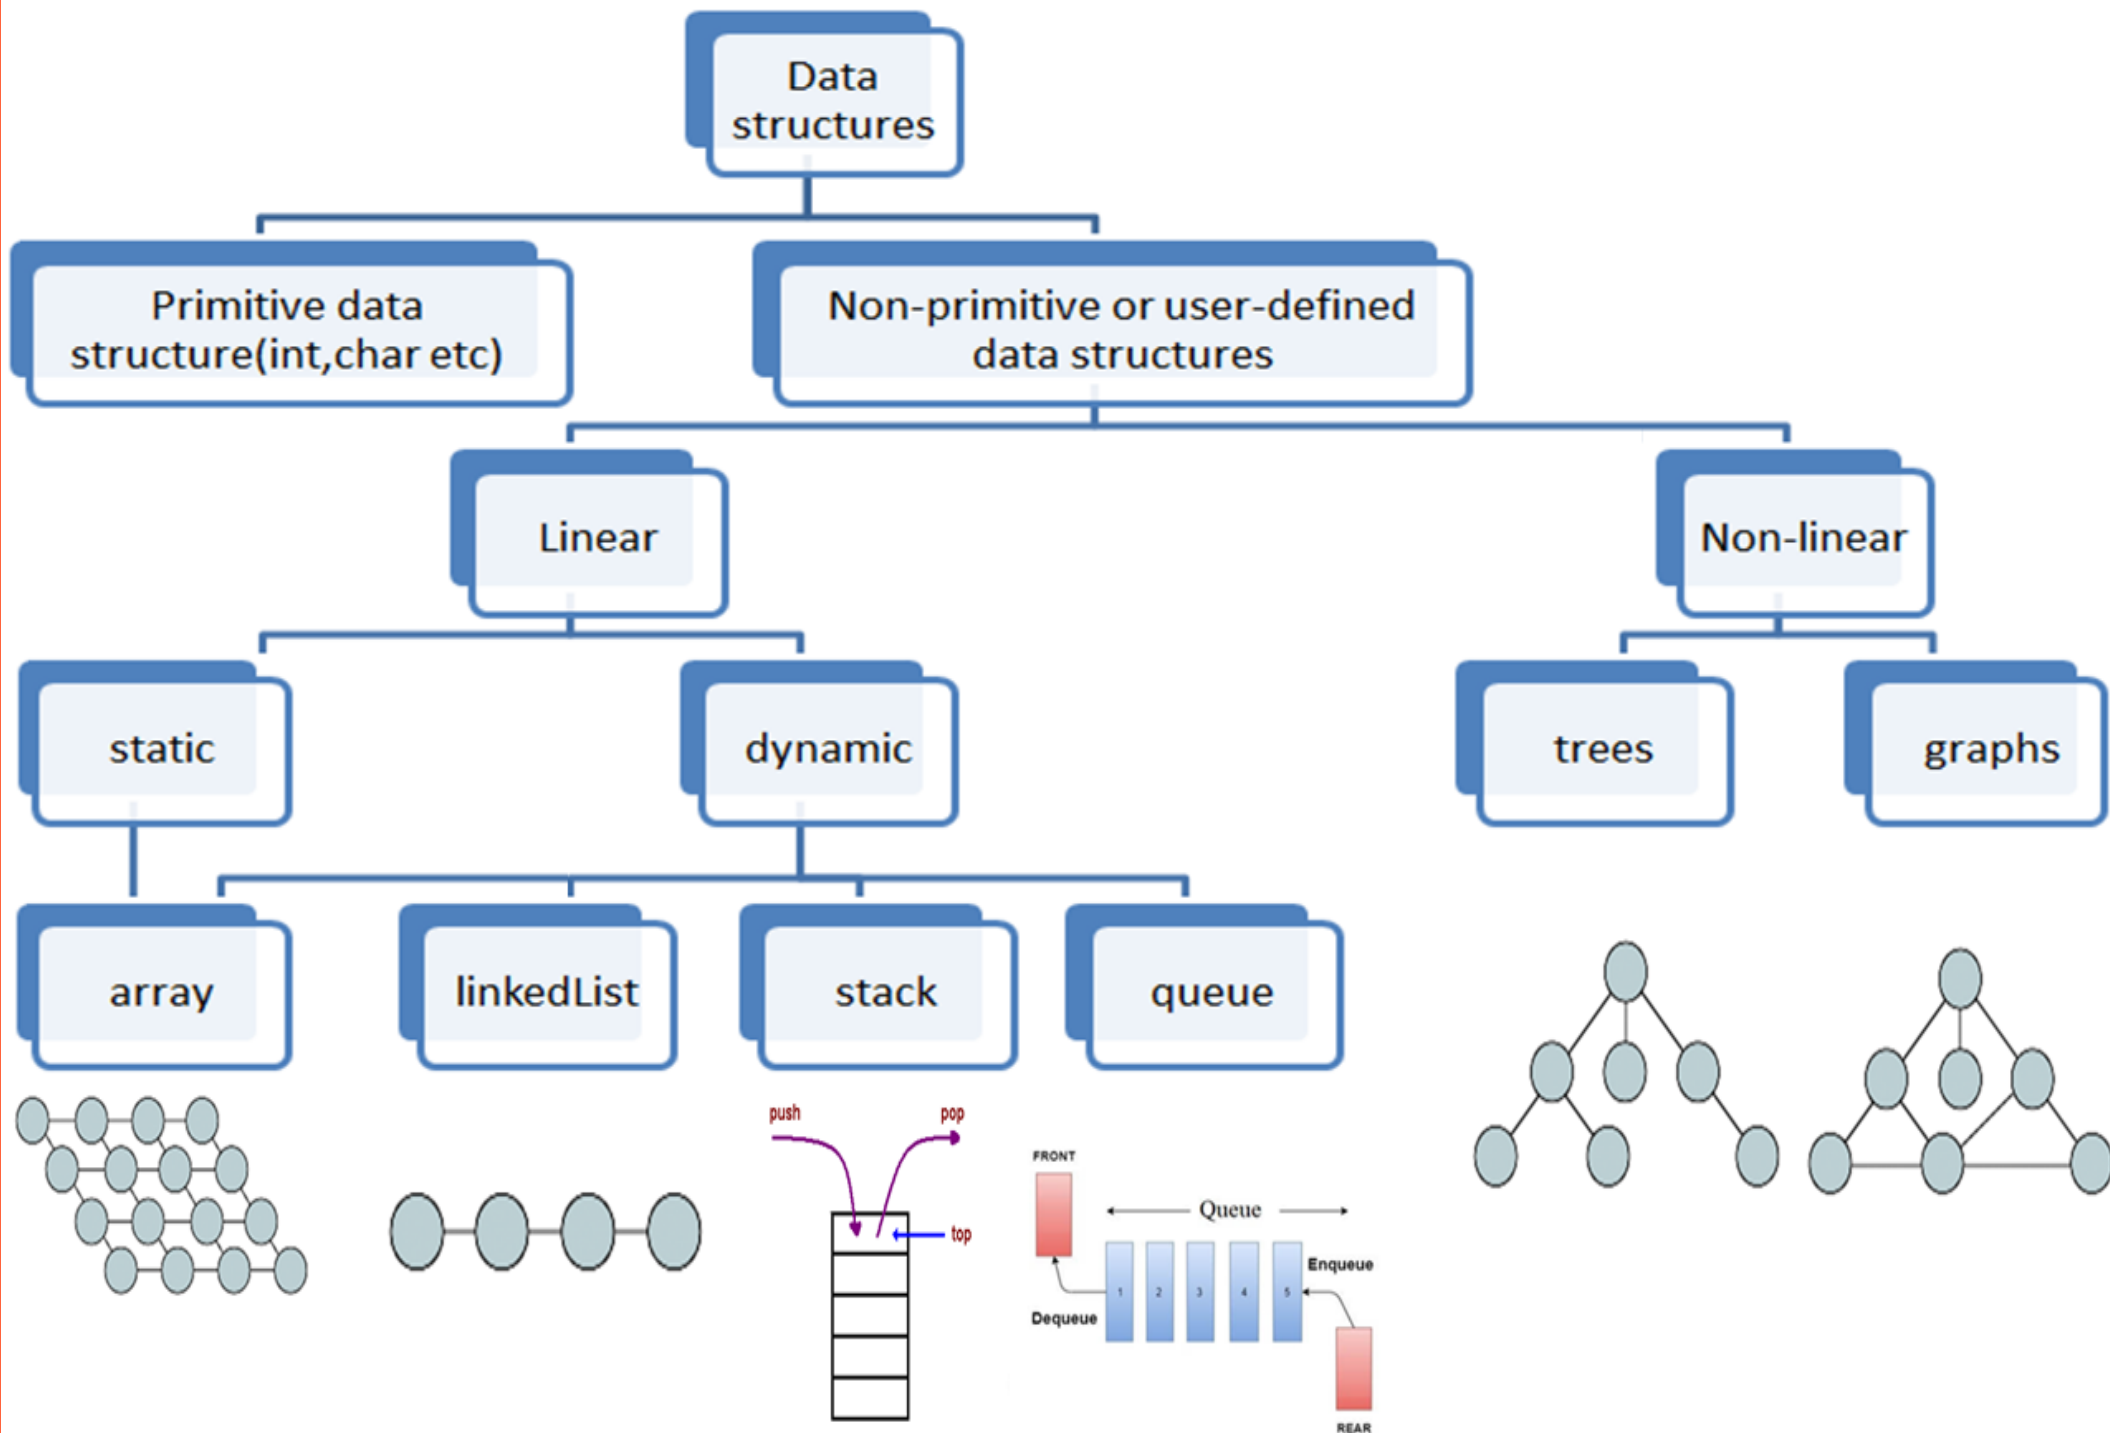 Data
structures
Primitive data
structure(int,char etc)
Non-primitive or user-defined
data structures
Linear
Non-linear
static
dynamic
trees
graphs
array
linkedList
stack
queue
push
pop
top
FRONT
Queue
Enqueue
1 2 3 4 5
Dequeue
REAR